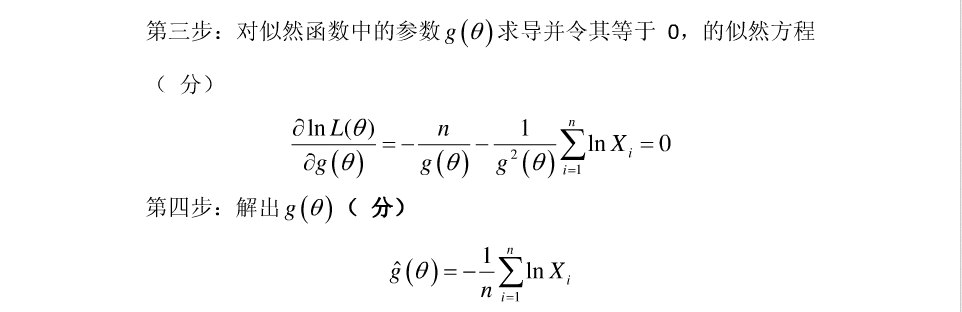 第三步：对似然函数中的参数 g(θ) 求导并令其等于 0，的似然方程
（ 分）
∂ln L(θ)/∂g(θ) = −n/g(θ) − 1/g²(θ) ∑_{i=1}^{n} ln X_i = 0
第四步：解出 g(θ)（ 分）
ĝ(θ) = −1/n ∑_{i=1}^{n} ln X_i